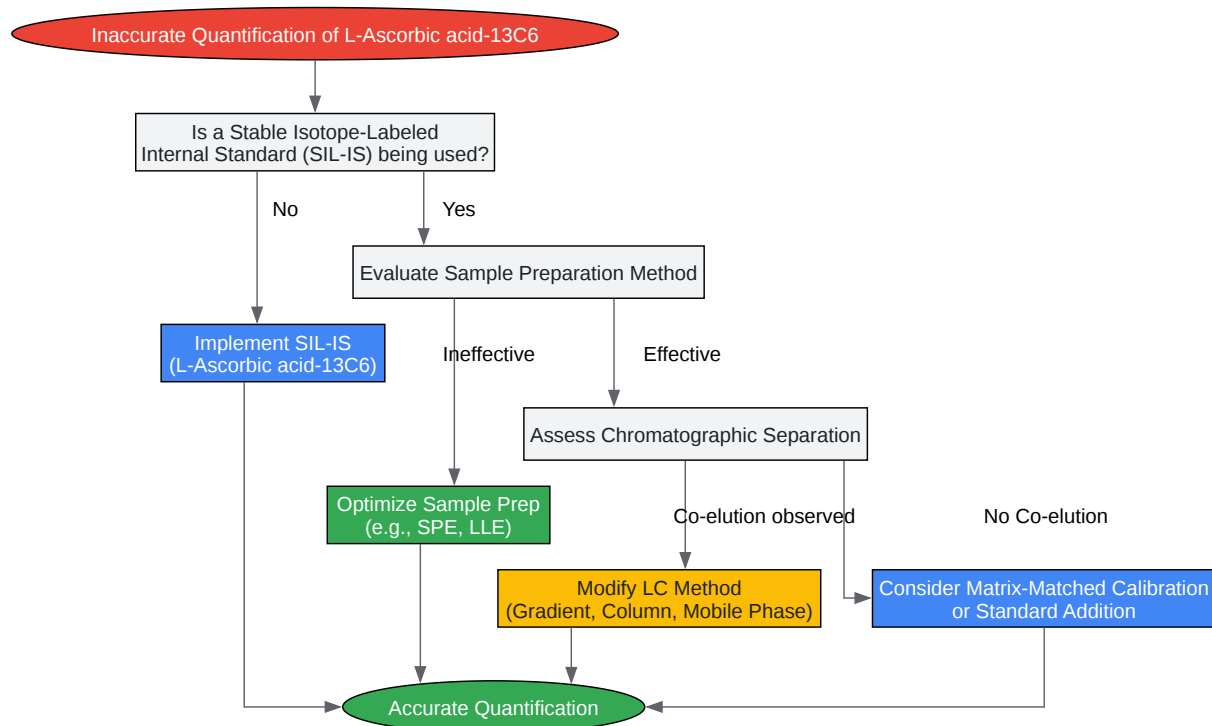 Inaccurate Quantification of L-Ascorbic acid-13C6
Is a Stable Isotope-Labeled
Internal Standard (SIL-IS) being used?
No
Yes
Evaluate Sample Preparation Method
Implement SIL-IS
(L-Ascorbic acid-13C6)
Ineffective
Effective
Assess Chromatographic Separation
Optimize Sample Prep
(e.g., SPE, LLE)
Co-elution observed
No Co-elution
Modify LC Method
(Gradient, Column, Mobile Phase)
Consider Matrix-Matched Calibration
or Standard Addition
Accurate Quantification